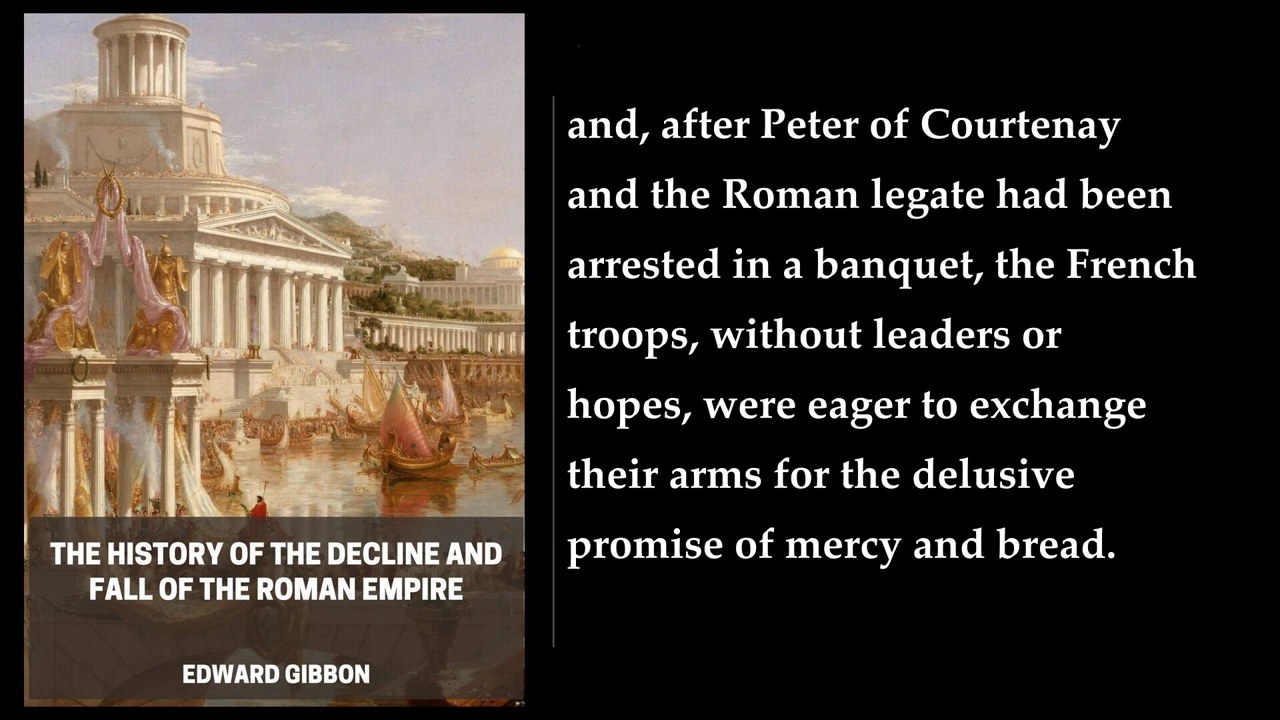 THE HISTORY OF THE DECLINE AND
FALL OF THE ROMAN EMPIRE
EDWARD GIBBON
and, after Peter of Courtenay
and the Roman legate had been
arrested in a banquet, the French
troops, without leaders or
hopes, were eager to exchange
their arms for the delusive
promise of mercy and bread.